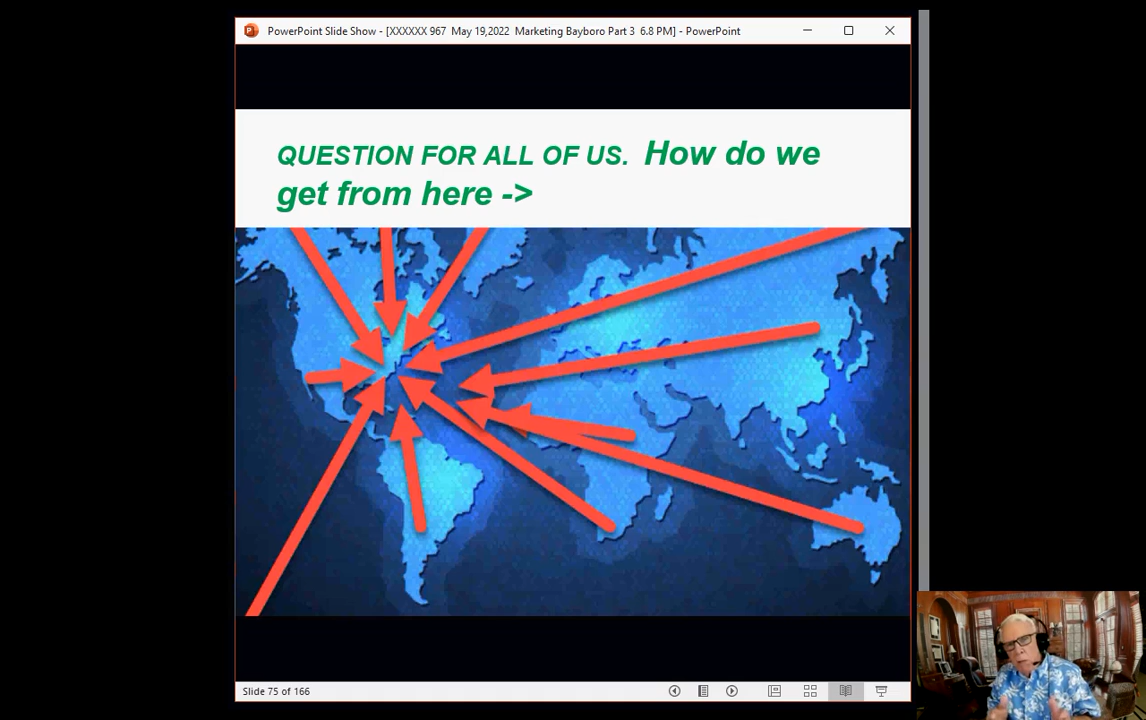 PowerPoint Slide Show - [XXXXXX 967 May 19,2022 Marketing Bayboro Part 3 6.8 PM] - PowerPoint
QUESTION FOR ALL OF US. How do we
get from here ->
Slide 75 of 166